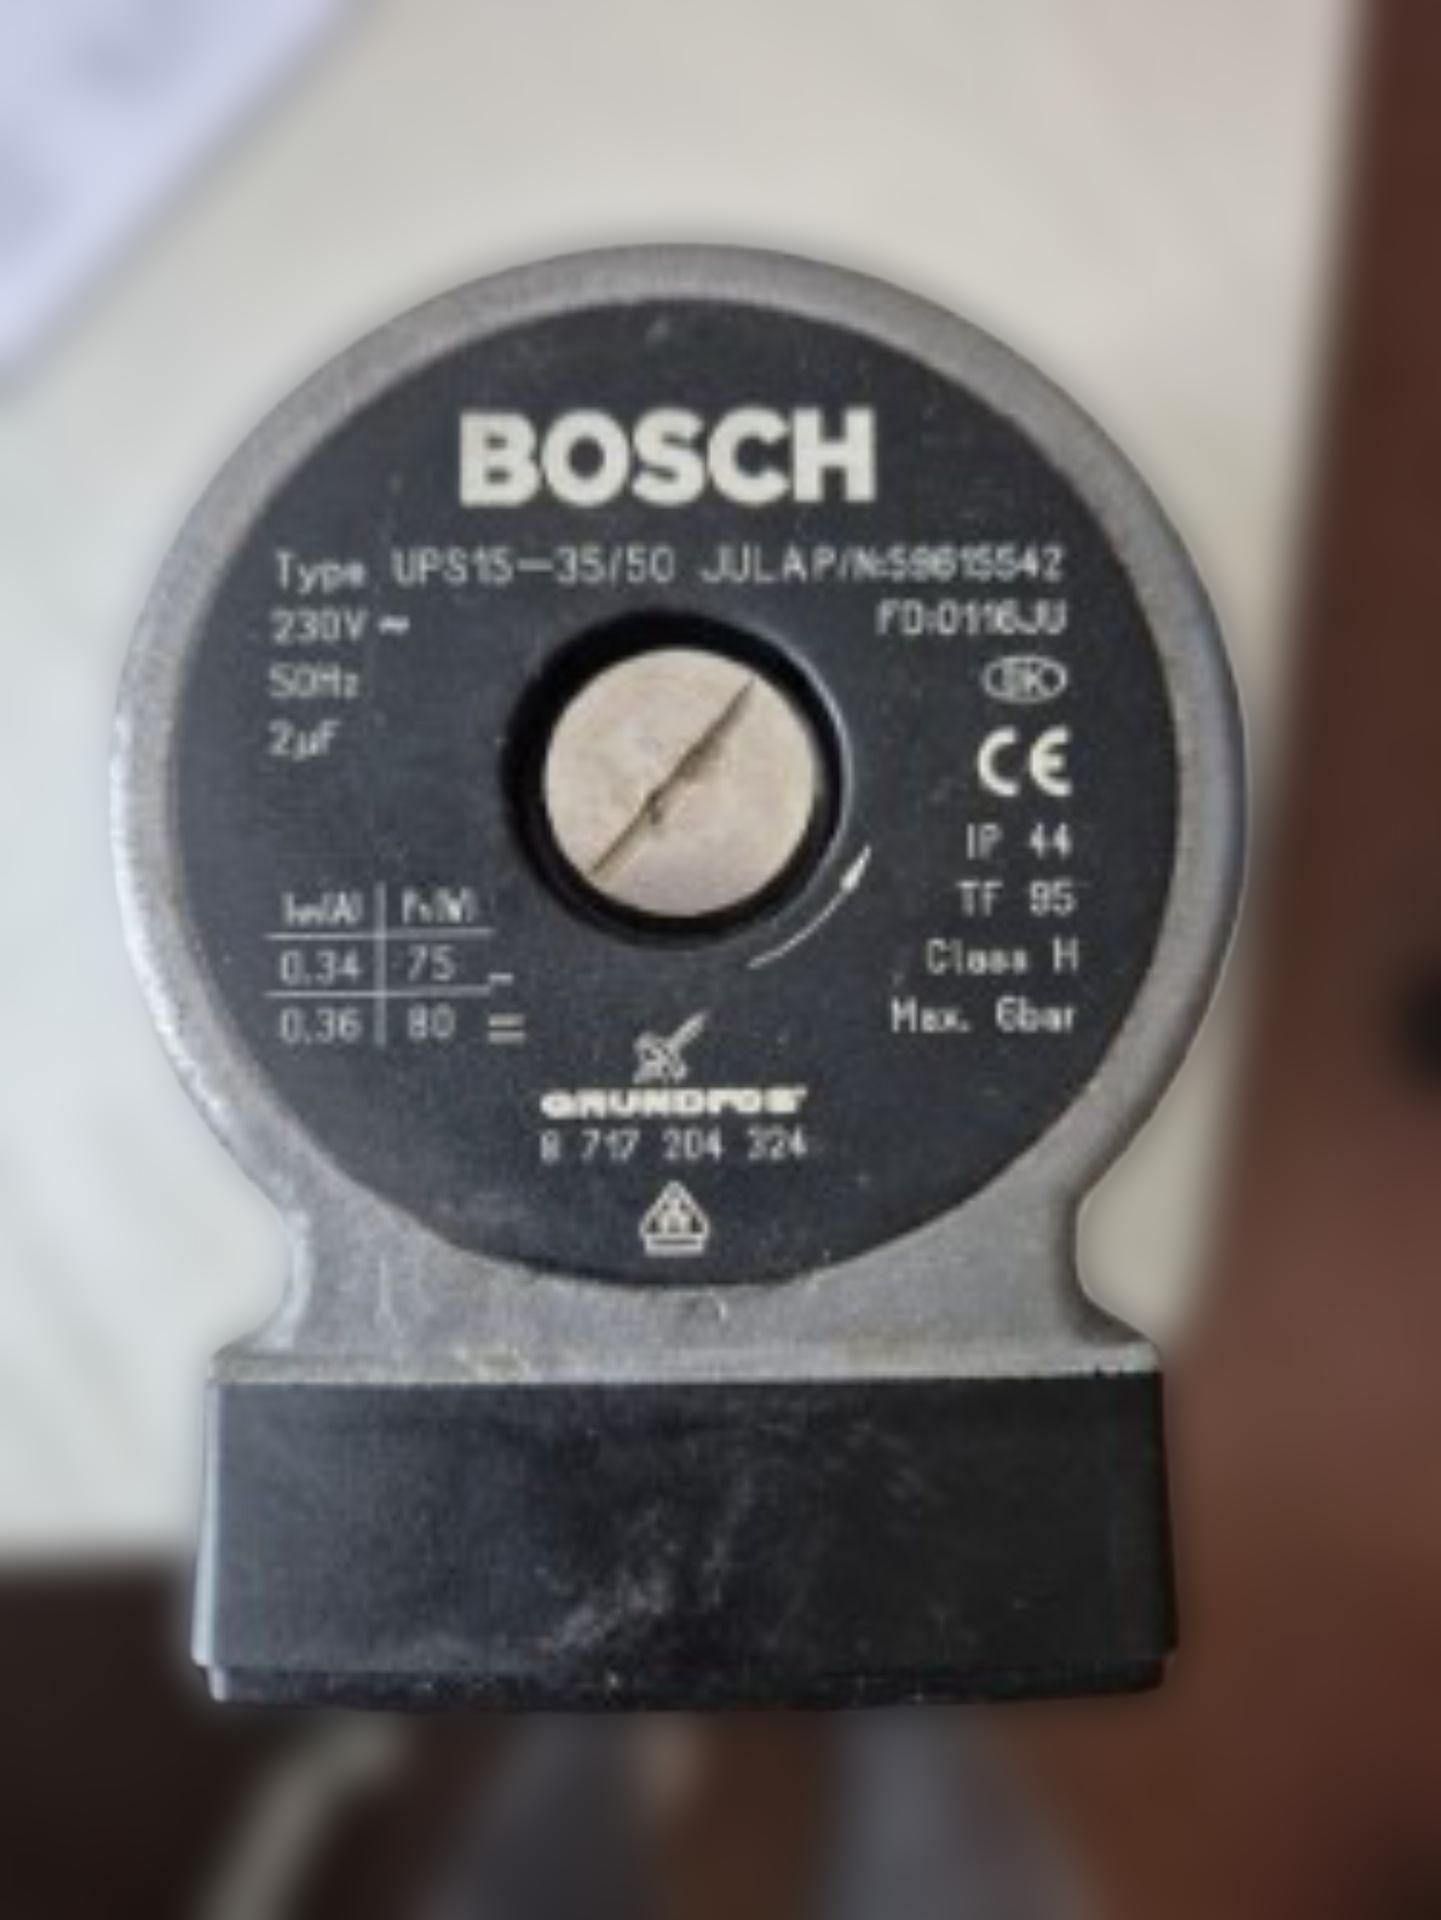 BOSCH
Type UPS15-35/50 JULA P/N:59615542
230V ~ FD:0116JU
50Hz
2µF
CE
IP 44
TF 95
Class H
Max. 6bar
I₁/₁(A) P₁(W)
0.34 75 -
0.36 80 =
GRUNDFOS
8 717 204 324